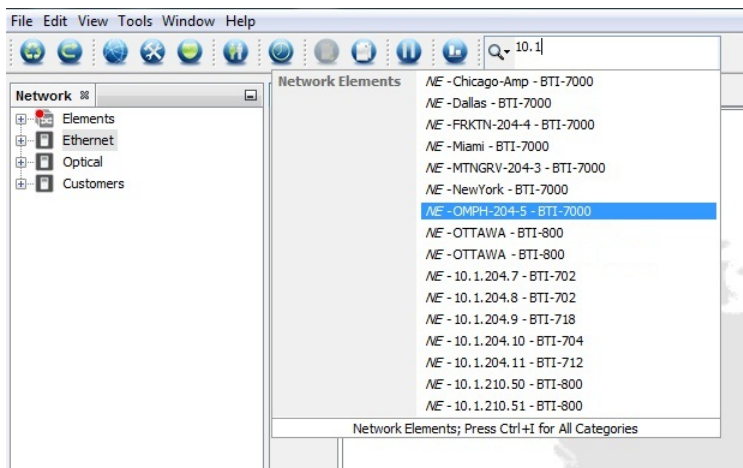 File Edit View Tools Window Help
10.1
Network
Elements
Ethernet
Optical
Customers
Network Elements
NE - Chicago-Amp - BTI-7000
NE - Dallas - BTI-7000
NE - FRKTN-204-4 - BTI-7000
NE - Miami - BTI-7000
NE - MTNGRV-204-3 - BTI-7000
NE - NewYork - BTI-7000
NE - OMPH-204-5 - BTI-7000
NE - OTTAWA - BTI-800
NE - OTTAWA - BTI-800
NE - 10.1.204.7 - BTI-702
NE - 10.1.204.8 - BTI-702
NE - 10.1.204.9 - BTI-718
NE - 10.1.204.10 - BTI-704
NE - 10.1.204.11 - BTI-712
NE - 10.1.210.50 - BTI-800
NE - 10.1.210.51 - BTI-800
Network Elements; Press Ctrl+I for All Categories